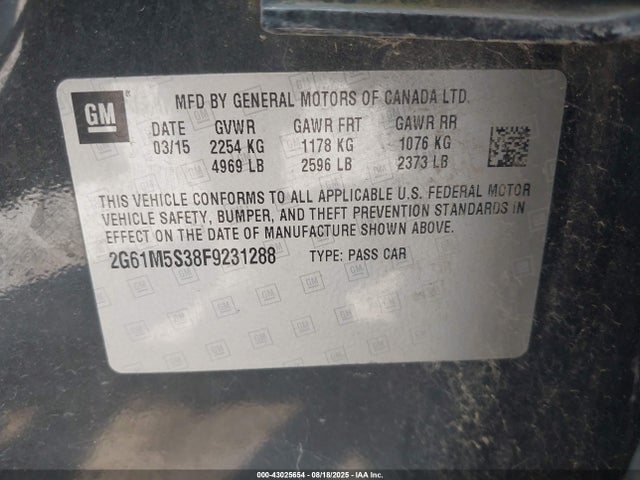 GM
MFD BY GENERAL MOTORS OF CANADA LTD.
DATE GVWR GAWR FRT GAWR RR
03/15 2254 KG 1178 KG 1076 KG
4969 LB 2596 LB 2373 LB
THIS VEHICLE CONFORMS TO ALL APPLICABLE U.S. FEDERAL MOTOR
VEHICLE SAFETY, BUMPER, AND THEFT PREVENTION STANDARDS IN
EFFECT ON THE DATE OF MANUFACTURE SHOWN ABOVE.
2G61M5S38F9231288 TYPE: PASS CAR
000-43025654 | 08/18/2025 - IAA Inc.